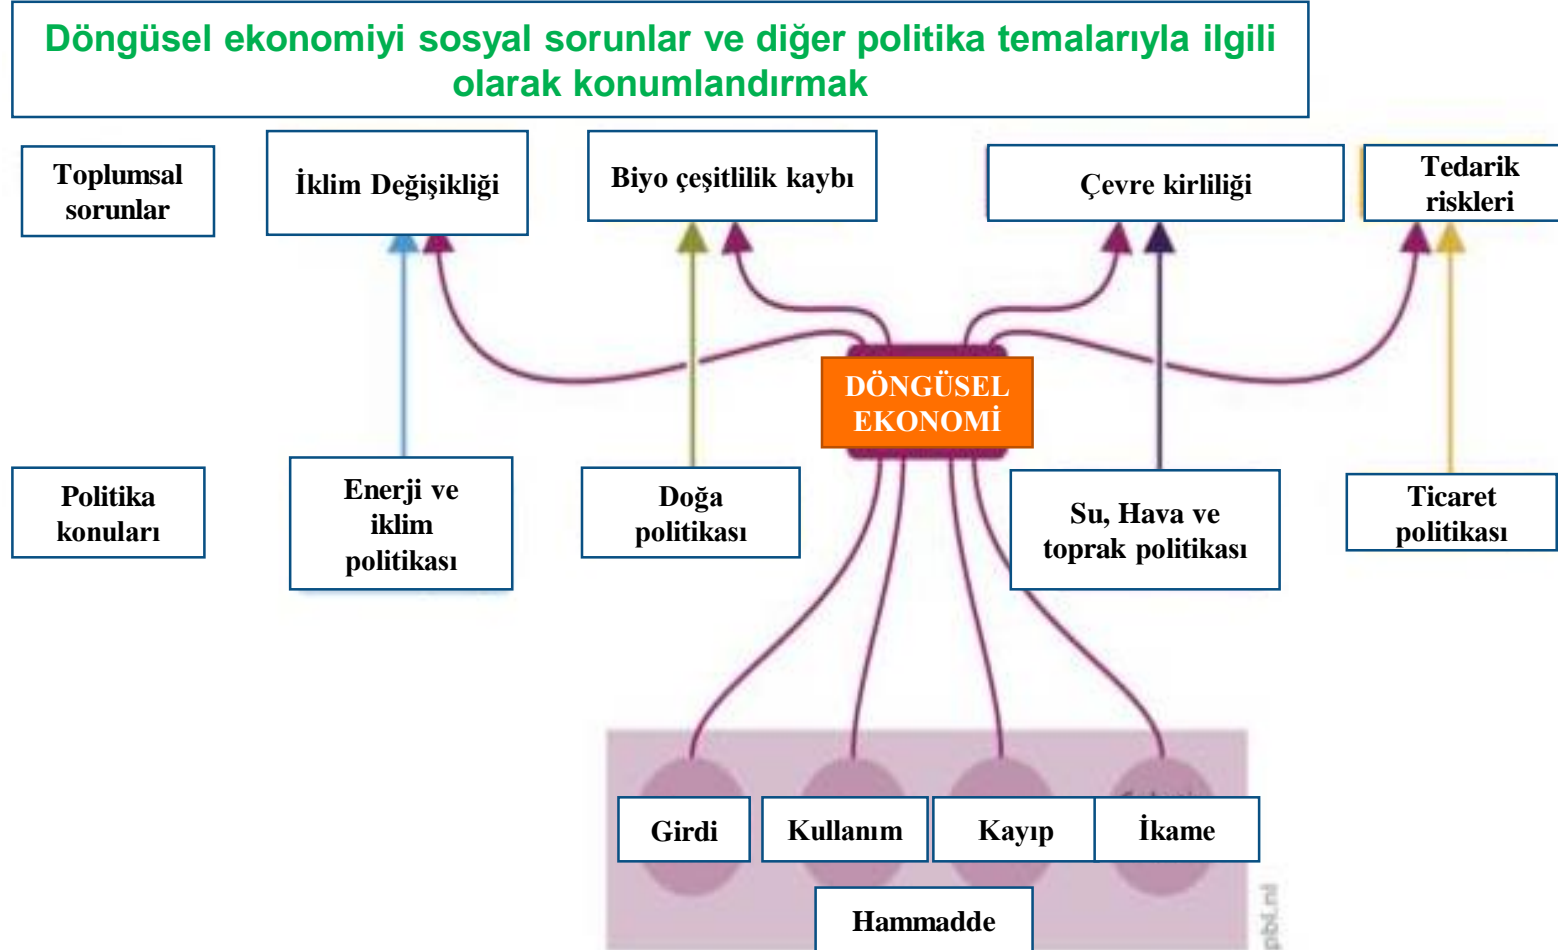 Döngüsel ekonomiyi sosyal sorunlar ve diğer politika temalarıyla ilgili
olarak konumlandırmak
Toplumsal
sorunlar
İklim Değişikliği
Biyo çeşitlilik kaybı
Çevre kirliliği
Tedarik
riskleri
DÖNGÜSEL
EKONOMİ
Politika
konuları
Enerji ve
iklim
politikası
Doğa
politikası
Su, Hava ve
toprak politikası
Ticaret
politikası
Girdi
Kullanım
Kayıp
İkame
Hammadde
pbl.nl